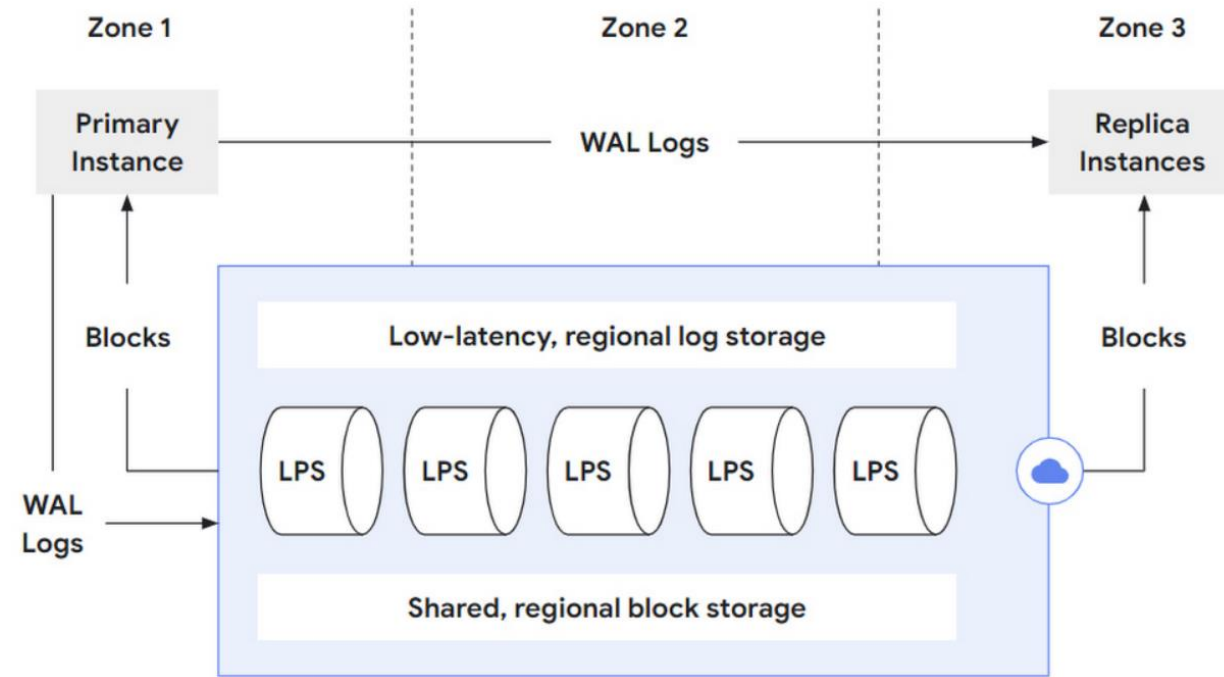 Zone 1
Zone 2
Zone 3
Primary
Instance
WAL Logs
Replica
Instances
Blocks
Low-latency, regional log storage
Blocks
LPS
LPS
LPS
LPS
LPS
WAL
Logs
Shared, regional block storage